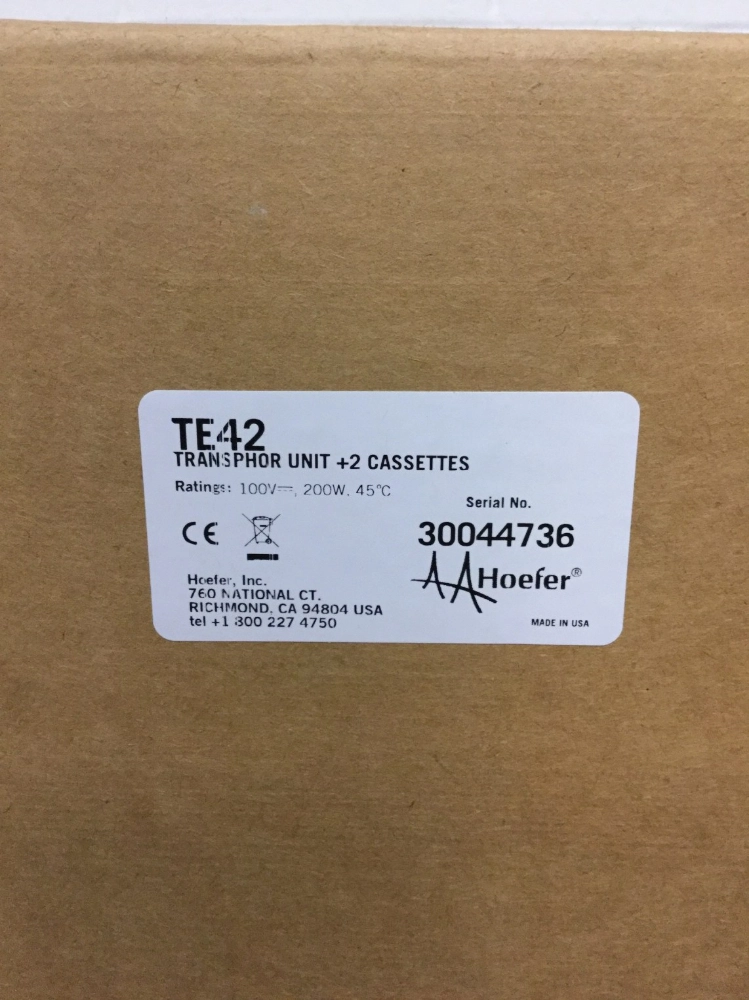 TE42
TRANSPHOR UNIT +2 CASSETTES
Ratings: 100V⎓, 200W. 45°C
Serial No.
30044736
CE
Hoefer®
Hoefer, Inc.
760 NATIONAL CT.
RICHMOND, CA 94804 USA
tel +1 800 227 4750
MADE IN USA